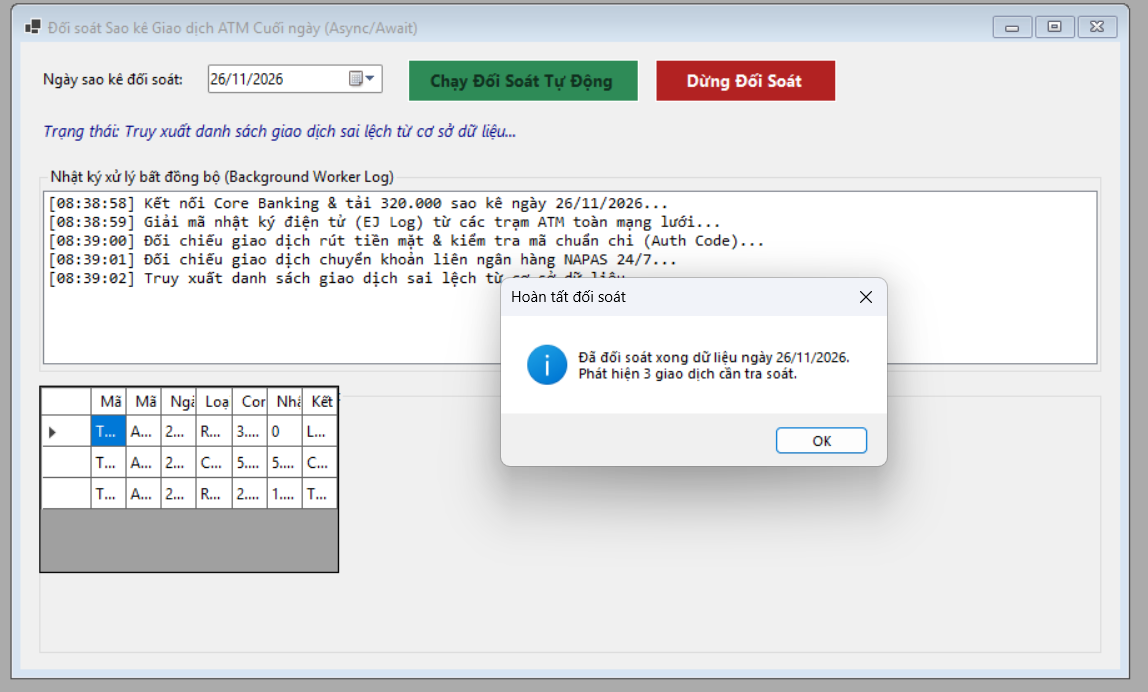 Đối soát Sao kê Giao dịch ATM Cuối ngày (Async/Await)
Ngày sao kê đối soát: 26/11/2026 Chạy Đối Soát Tự Động Dừng Đối Soát
Trạng thái: Truy xuất danh sách giao dịch sai lệch từ cơ sở dữ liệu...
Nhật ký xử lý bất đồng bộ (Background Worker Log)
[08:38:58] Kết nối Core Banking & tải 320.000 sao kê ngày 26/11/2026...
[08:38:59] Giải mã nhật ký điện tử (EJ Log) từ các trạm ATM toàn mạng lưới...
[08:39:00] Đối chiếu giao dịch rút tiền mặt & kiểm tra mã chuẩn chi (Auth Code)...
[08:39:01] Đối chiếu giao dịch chuyển khoản liên ngân hàng NAPAS 24/7...
[08:39:02] Truy xuất danh sách giao dịch sai lệch từ cơ sở dữ liệu
Hoàn tất đối soát
Đã đối soát xong dữ liệu ngày 26/11/2026.
Phát hiện 3 giao dịch cần tra soát.
OK
Mã Mã Ngà Loạ Cor Nhậ Kết
T... A... 2... R... 3.... 0 L...
T... A... 2... C... 5.... 5.... C...
T... A... 2... R... 2.... 1.... T...